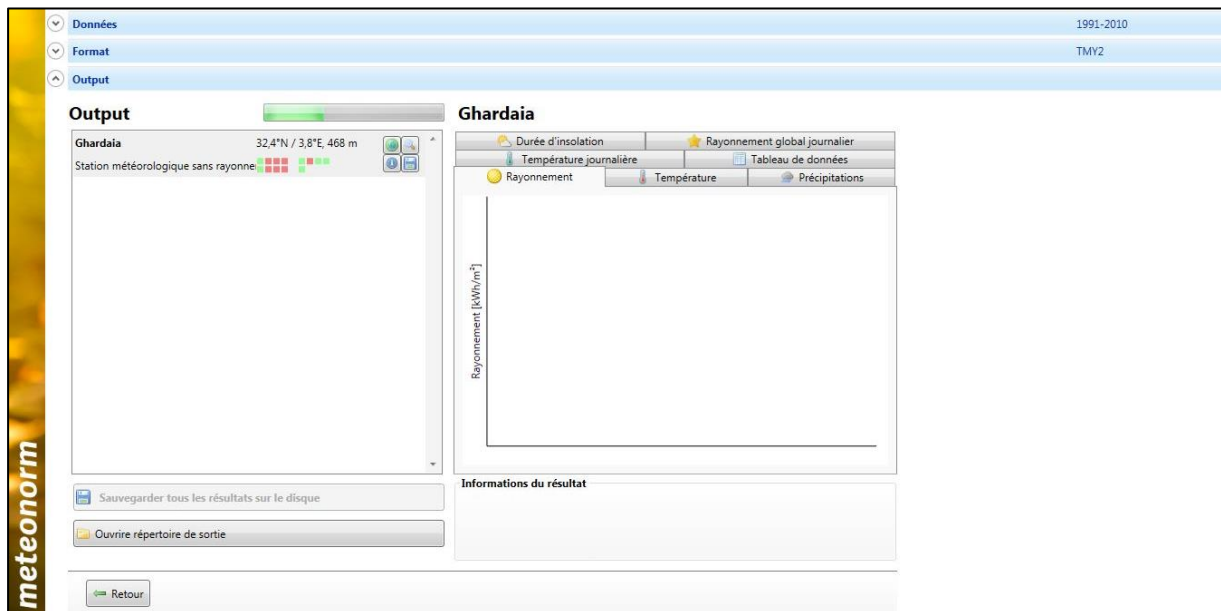 Données 1991-2010
Format TMY2
Output
Output
Ghardaia 32,4°N / 3,8°E, 468 m
Station météorologique sans rayonne
Sauvegarder tous les résultats sur le disque
Ouvrire répertoire de sortie
Ghardaia
Durée d'insolation Rayonnement global journalier
Température journalière Tableau de données
Rayonnement Température Précipitations
Rayonnement [kWh/m²]
Informations du résultat
Retour
meteonorm